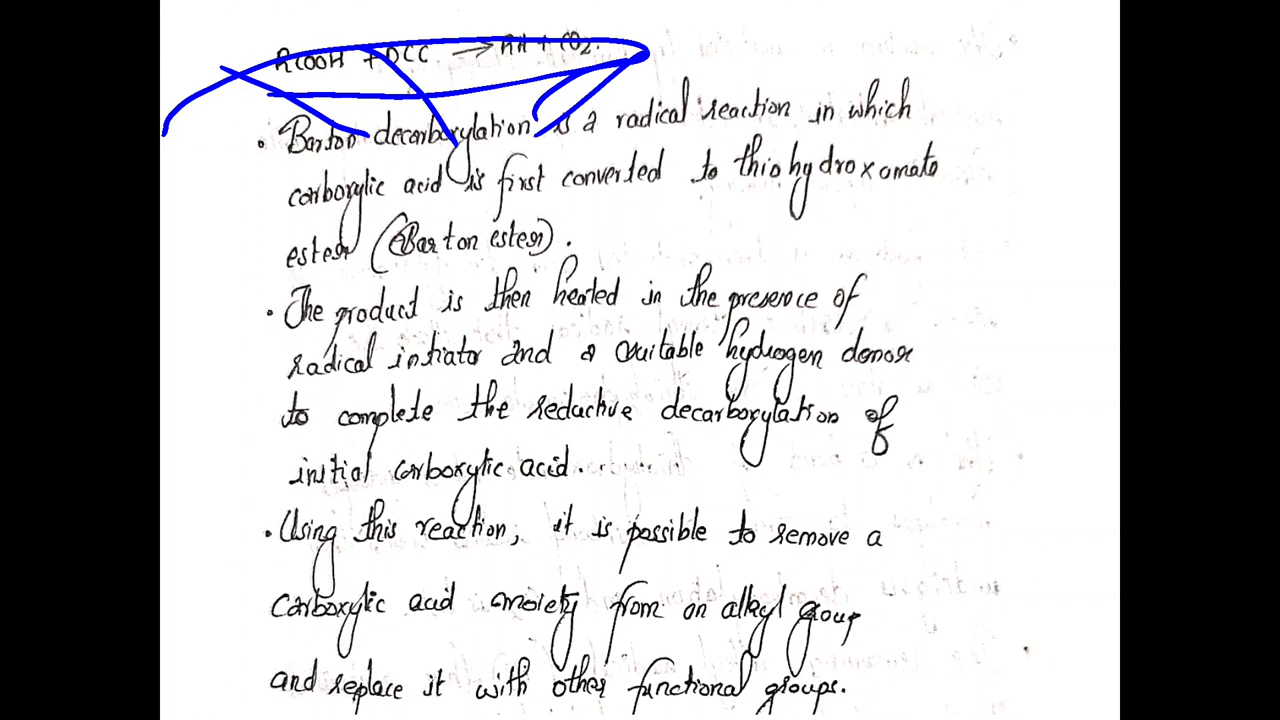 RCOOH + DCC → RH + CO2.
• Barton decarboxylation is a radical reaction in which
carboxylic acid is first converted to thiohydroxamate
ester (Barton ester).
• The product is then heated in the presence of
radical initiator and a suitable hydrogen donor
to complete the reductive decarboxylation of
initial carboxylic acid.
• Using this reaction, it is possible to remove a
carboxylic acid moiety from an alkyl group
and replace it with other functional groups.